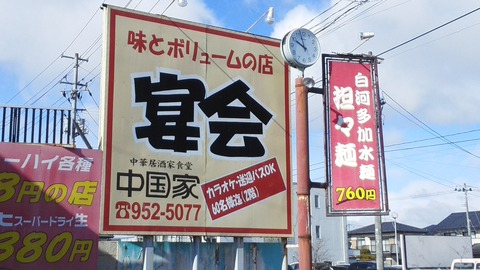 味とボリュームの店
宴会
中華居酒家食堂
中国家
☎952-5077
カラオケ・送迎バスOK
60名様迄(2階)
白河多加水麺
担々麺
760円
ーハイ各種
8円の店
スーパードライ生
380円